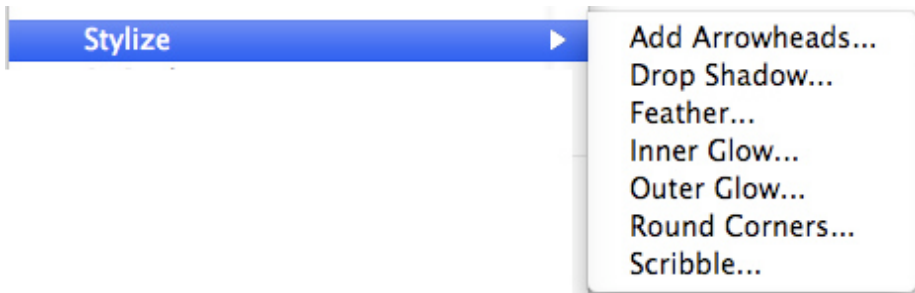 Stylize
Add Arrowheads...
Drop Shadow...
Feather...
Inner Glow...
Outer Glow...
Round Corners...
Scribble...